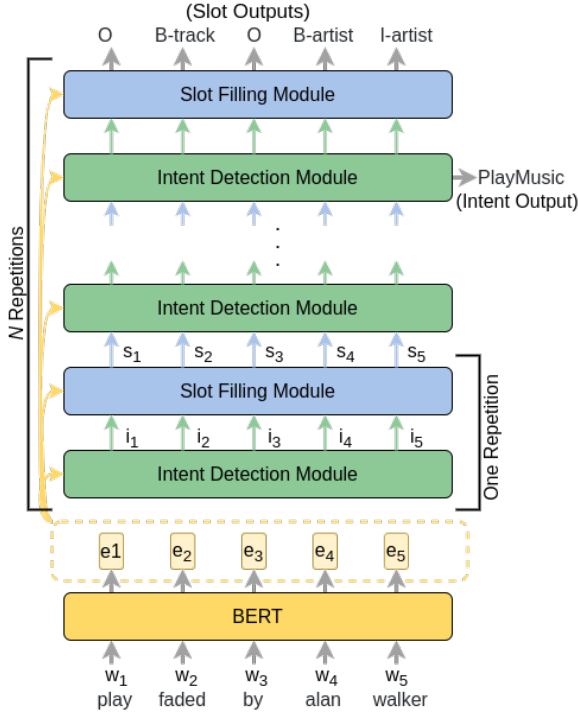 (Slot Outputs)
O B-track O B-artist I-artist
Slot Filling Module
Intent Detection Module
PlayMusic
(Intent Output)
.
.
.
N Repetitions
Intent Detection Module
s1 s2 s3 s4 s5
Slot Filling Module
i1 i2 i3 i4 i5
One Repetition
Intent Detection Module
e1 e2 e3 e4 e5
BERT
w1 w2 w3 w4 w5
play faded by alan walker